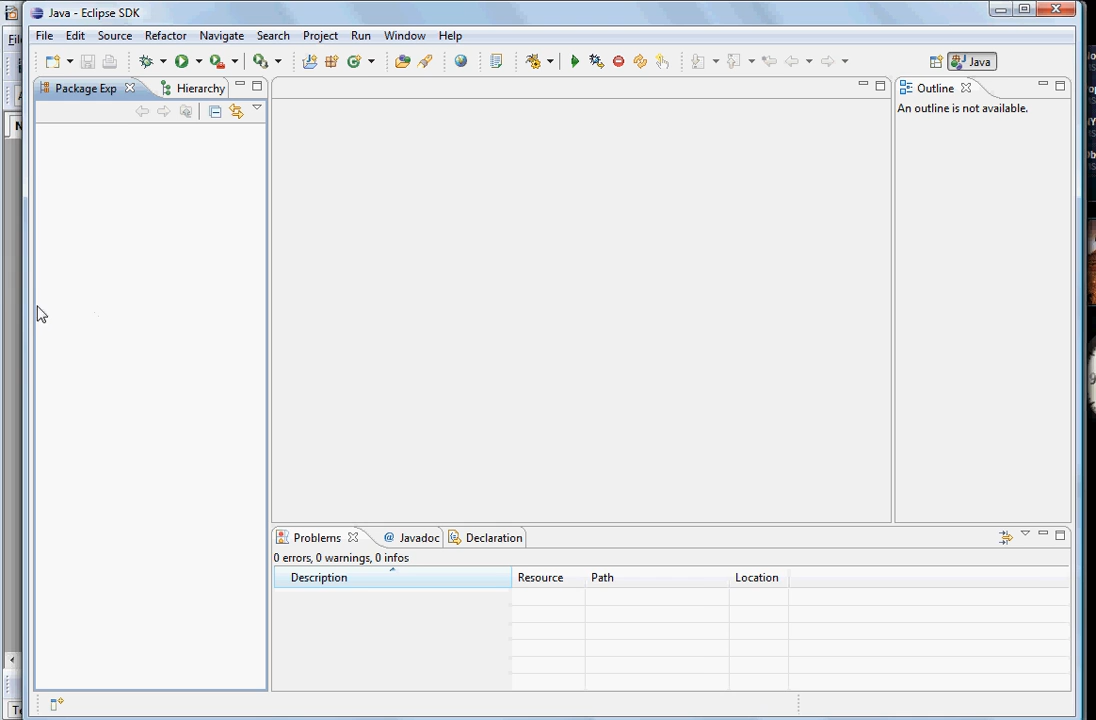 Java - Eclipse SDK
File Edit Source Refactor Navigate Search Project Run Window Help
Java
Package Exp Hierarchy
Outline
An outline is not available.
Problems @ Javadoc Declaration
0 errors, 0 warnings, 0 infos
Description Resource Path Location